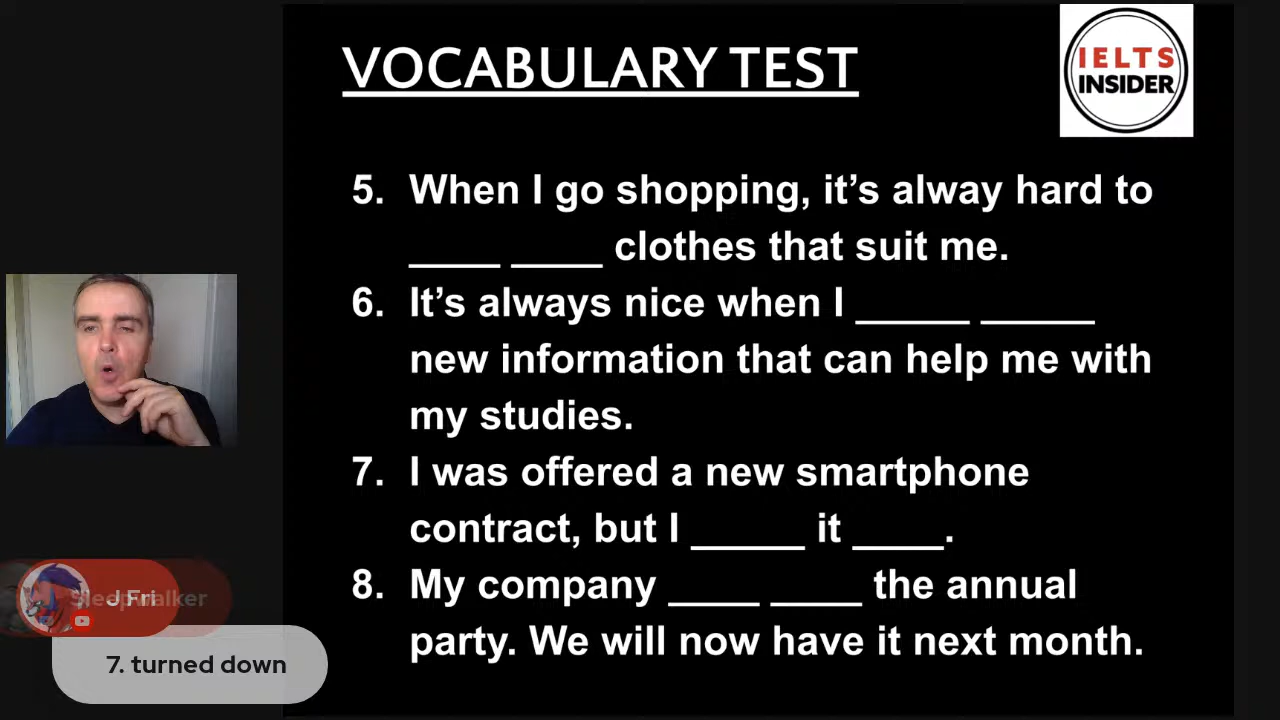 VOCABULARY TEST
IELTS
INSIDER
5. When I go shopping, it’s alway hard to
____ ____ clothes that suit me.
6. It’s always nice when I _____ _____
new information that can help me with
my studies.
7. I was offered a new smartphone
contract, but I _____ it ____.
8. My company ____ ____ the annual
party. We will now have it next month.
J Fri
7. turned down